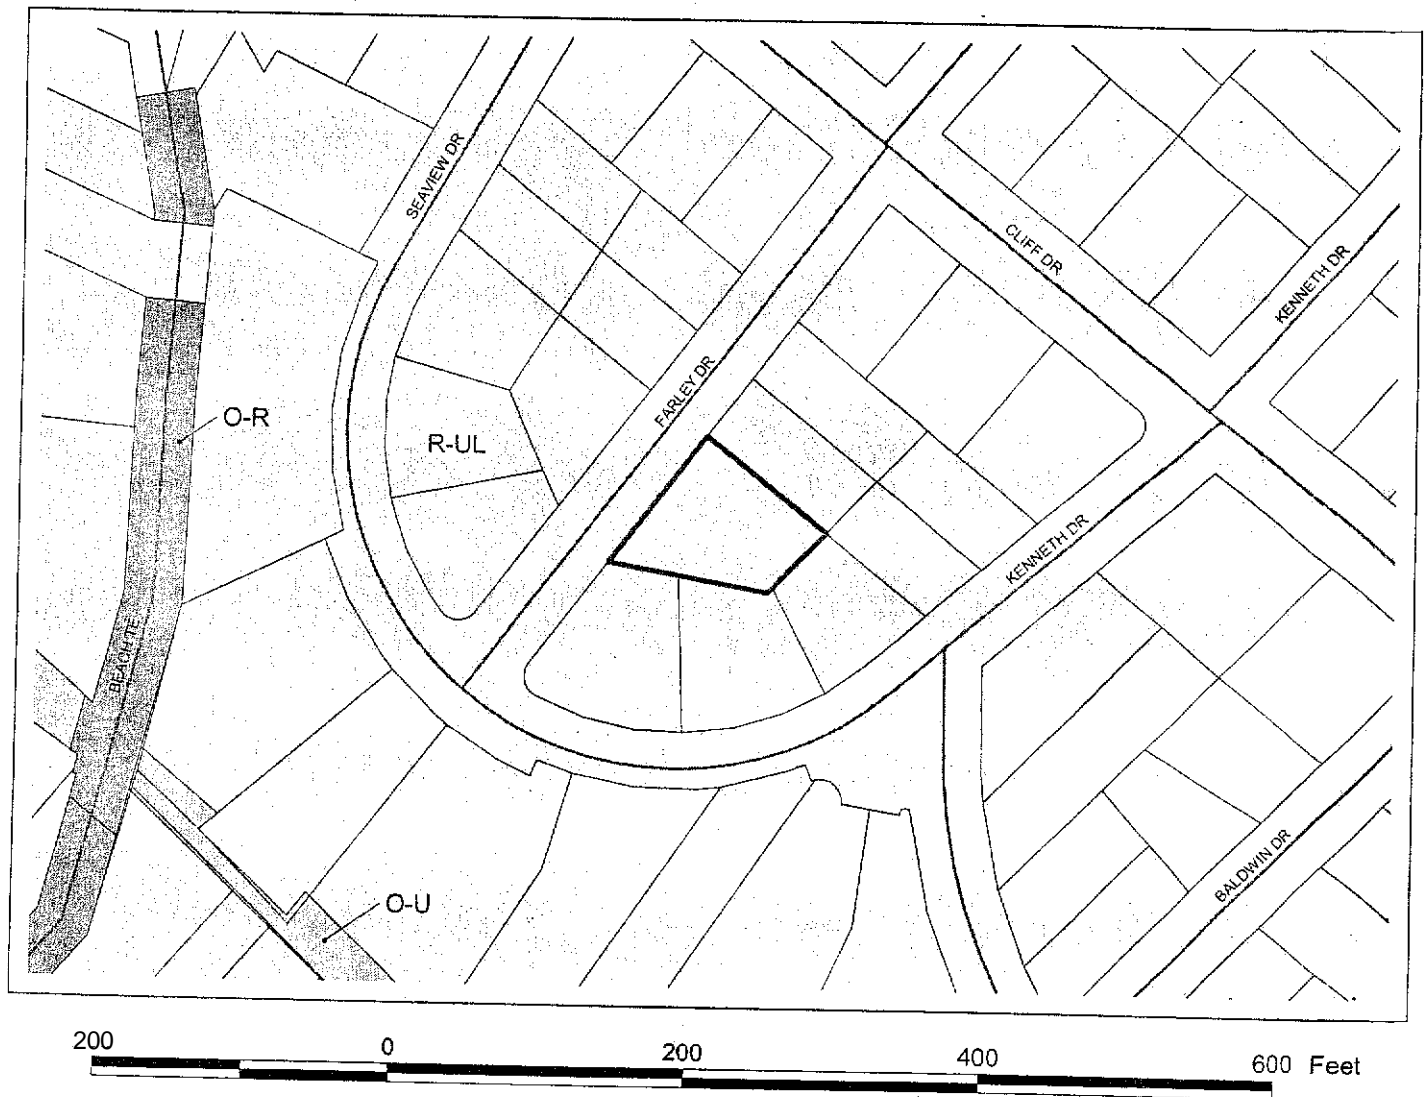 SEAVIEW DR
CLIFF DR
KENNETH DR
FARLEY DR
O-R
R-UL
KENNETH DR
BEACH TE
BALDWIN DR
O-U
200 0 200 400 600 Feet